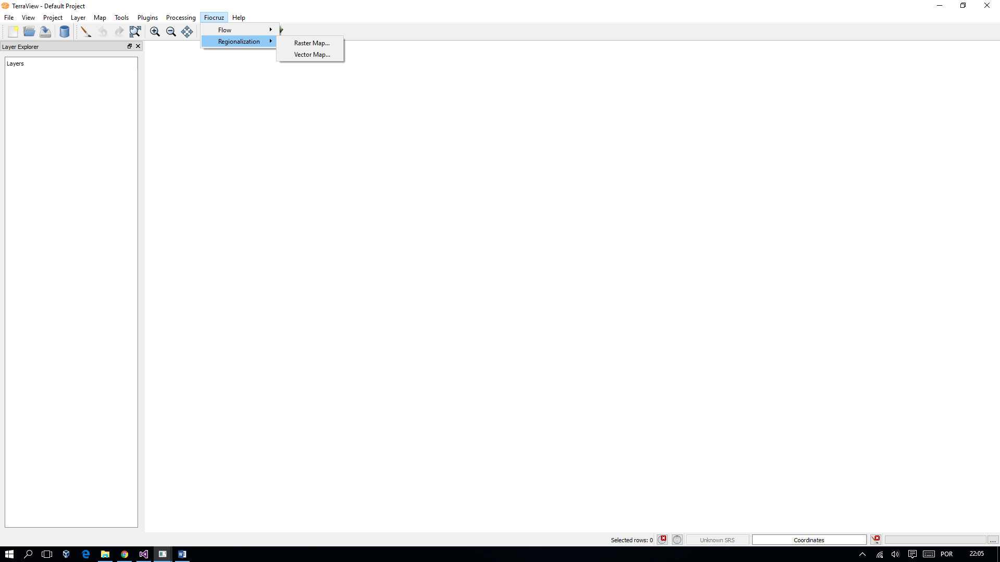 TerraView - Default Project
File View Project Layer Map Tools Plugins Processing Fiocruz Help
Flow
Regionalization
Raster Map...
Vector Map...
Layer Explorer
Layers
Selected rows: 0
Unknown SRS
Coordinates
...
POR
22:05